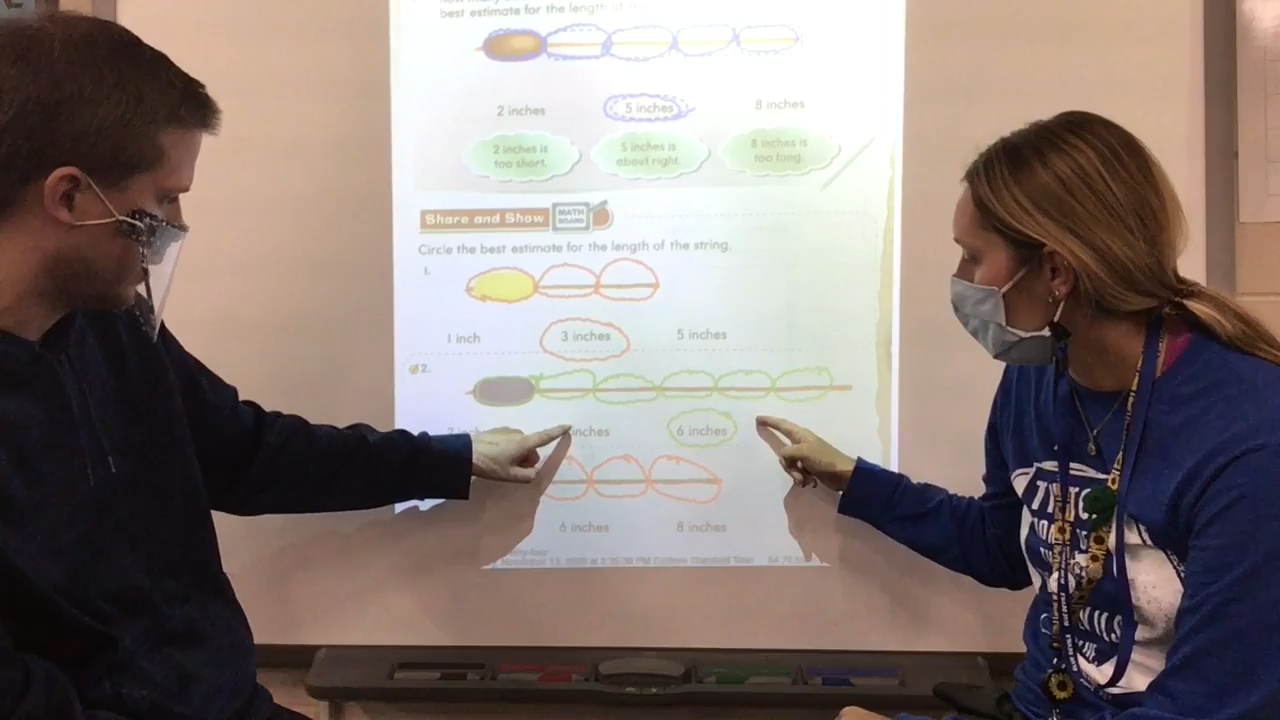 best estimate for the length of
2 inches 5 inches 8 inches
2 inches is
too short.
5 inches is
about right.
8 inches is
too long.
Share and Show MATH
BOARD
Circle the best estimate for the length of the string.
1.
1 inch 3 inches 5 inches
2.
inches 6 inches
6 inches 8 inches